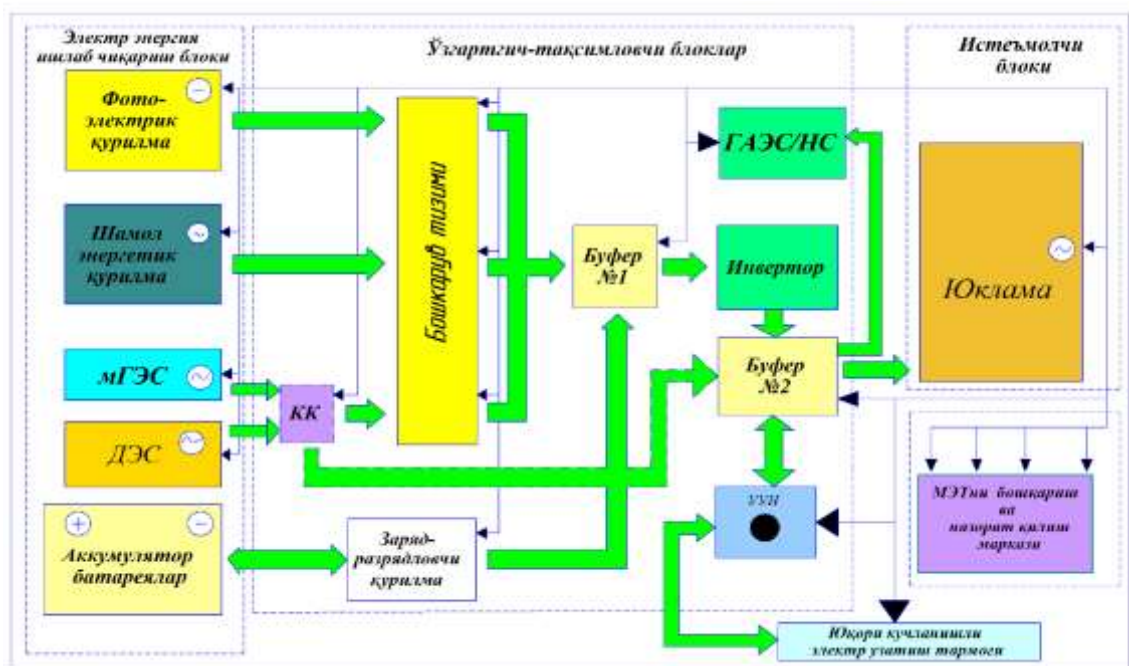 Электр энергия
ишлаб чиқариш блоки
Ўзгартгич-тақсимловчи блоклар
Истеъмолчи
блоки
Фото-
электрик
қурилма
Шамол
энергетик
қурилма
мГЭС
ДЭС
Аккумулятор
батареялар
КК
Бошқарув тизими
Заряд-
разрядловчи
қурилма
Буфер
№1
ГАЭС/НС
Инвертор
Буфер
№2
УУН
Юклама
МЭТни бошқариш
ва
назорат қилиш
маркази
Юқори кучланишли
электр узатиш тармоғи